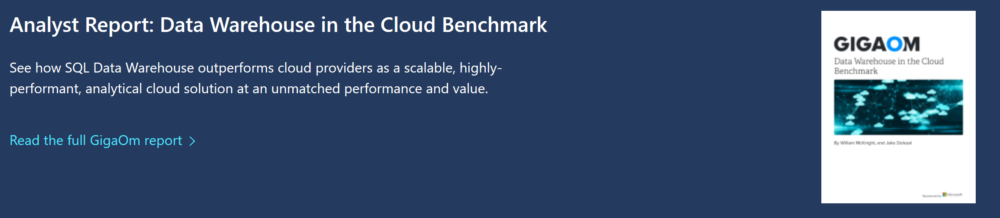 Analyst Report: Data Warehouse in the Cloud Benchmark
See how SQL Data Warehouse outperforms cloud providers as a scalable, highly-
performant, analytical cloud solution at an unmatched performance and value.
Read the full GigaOm report
GIGAOM
Data Warehouse in the Cloud
Benchmark
By William McKnight, and Jake Dolezal
Sponsored by Microsoft